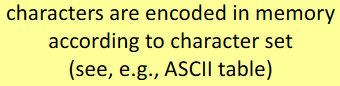 characters are encoded in memory
according to character set
(see, e.g., ASCII table)